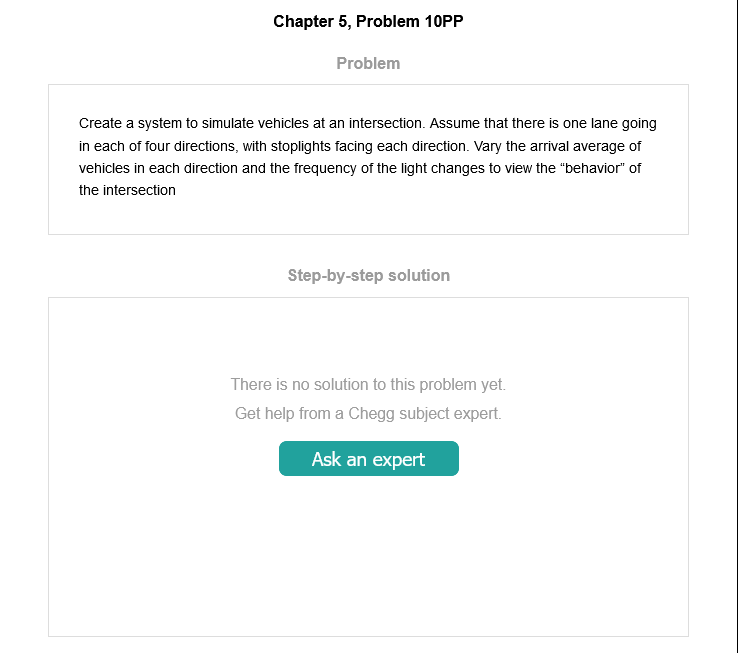 Chapter 5, Problem 10PP
Problem
Create a system to simulate vehicles at an intersection. Assume that there is one lane going
in each of four directions, with stoplights facing each direction. Vary the arrival average of
vehicles in each direction and the frequency of the light changes to view the “behavior” of
the intersection
Step-by-step solution
There is no solution to this problem yet.
Get help from a Chegg subject expert.
Ask an expert